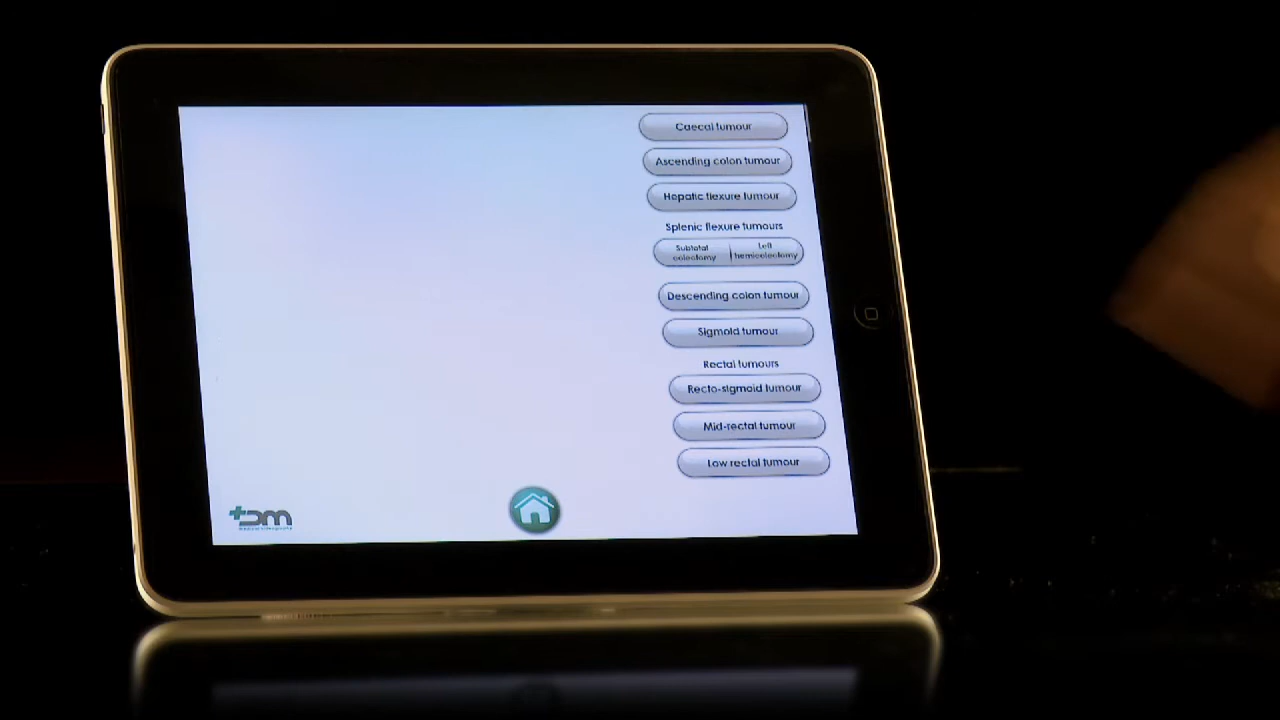 Caecal tumour
Ascending colon tumour
Hepatic flexure tumour
Splenic flexure tumours
Subtotal colectomy
Left hemicolectomy
Descending colon tumour
Sigmoid tumour
Rectal tumours
Recto-sigmoid tumour
Mid-rectal tumour
Low rectal tumour